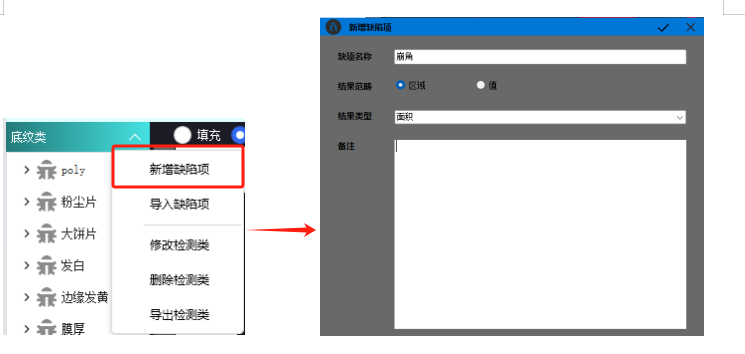 底纹类
填充
poly
粉尘片
大饼片
发白
边缘发黄
膜厚
新增缺陷项
导入缺陷项
修改检测类
删除检测类
导出检测类
新增缺陷项
缺项名称
崩角
结果范畴
区域
值
结果类型
面积
备注